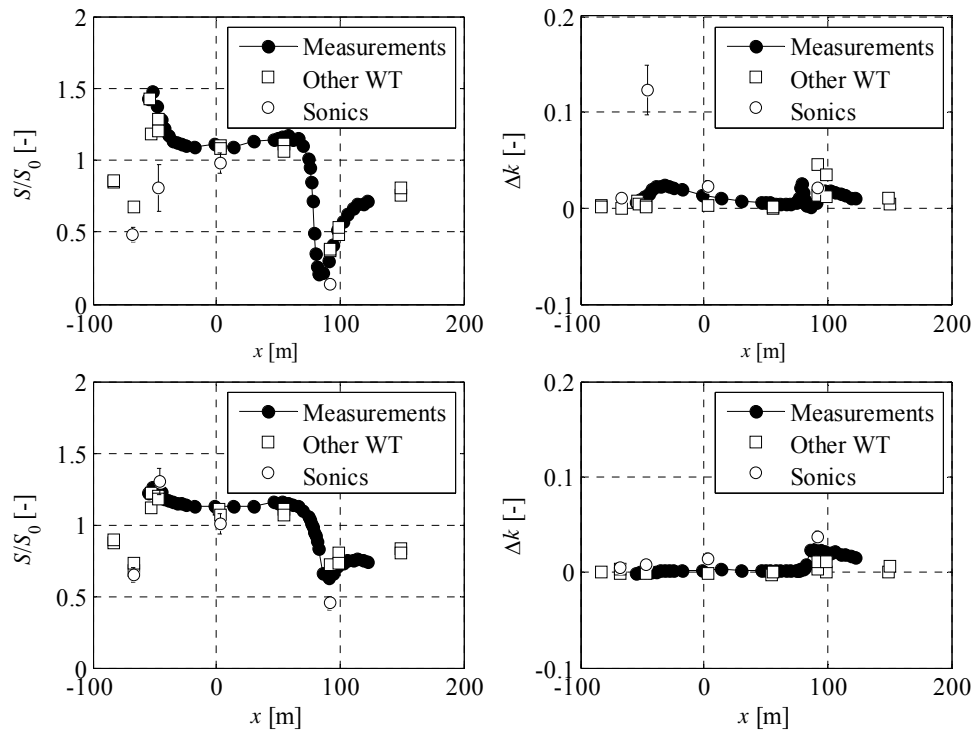 S/S0 [-]
2
1.5
1
0.5
0
-100
0
100
200
x [m]
Measurements
Other WT
Sonics
Δk [-]
0.2
0.1
0
-0.1
-100
0
100
200
x [m]
Measurements
Other WT
Sonics
S/S0 [-]
2
1.5
1
0.5
0
-100
0
100
200
x [m]
Measurements
Other WT
Sonics
Δk [-]
0.2
0.1
0
-0.1
-100
0
100
200
x [m]
Measurements
Other WT
Sonics